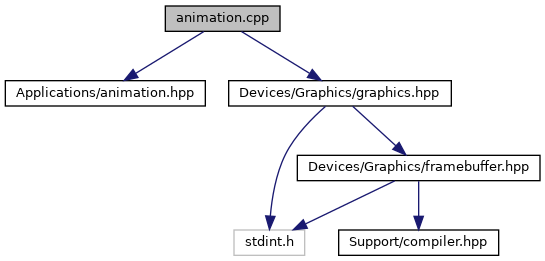 animation.cpp
Applications/animation.hpp
Devices/Graphics/graphics.hpp
Devices/Graphics/framebuffer.hpp
stdint.h
Support/compiler.hpp